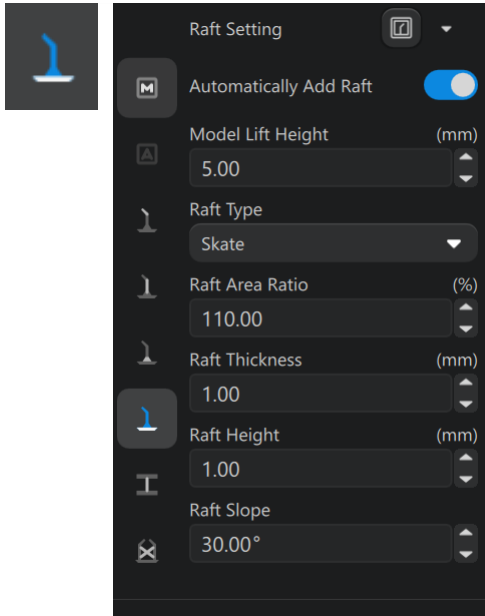 Raft Setting
M
Automatically Add Raft
A
Model Lift Height (mm)
5.00
Raft Type
Skate
Raft Area Ratio (%)
110.00
Raft Thickness (mm)
1.00
Raft Height (mm)
1.00
Raft Slope
30.00°